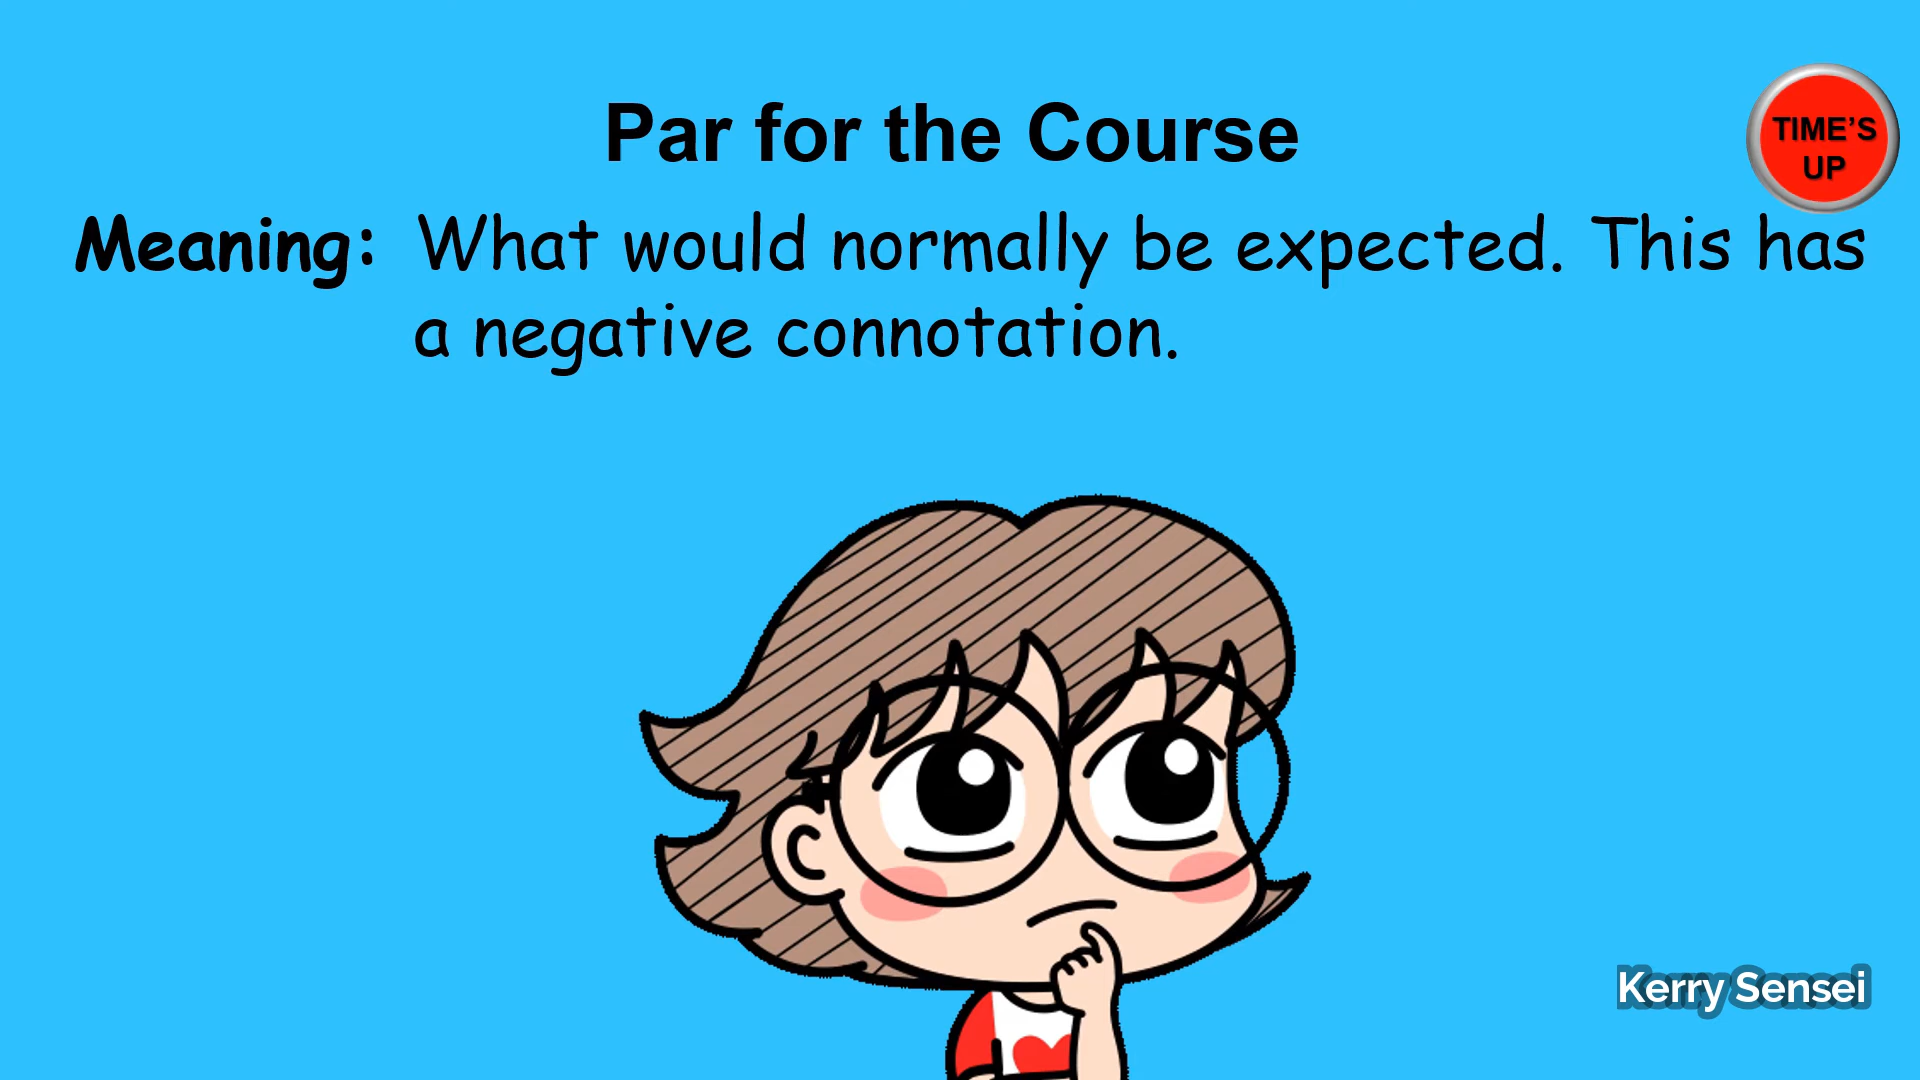 Par for the Course
TIME'S
UP
Meaning: What would normally be expected. This has
a negative connotation.
Kerry Sensei